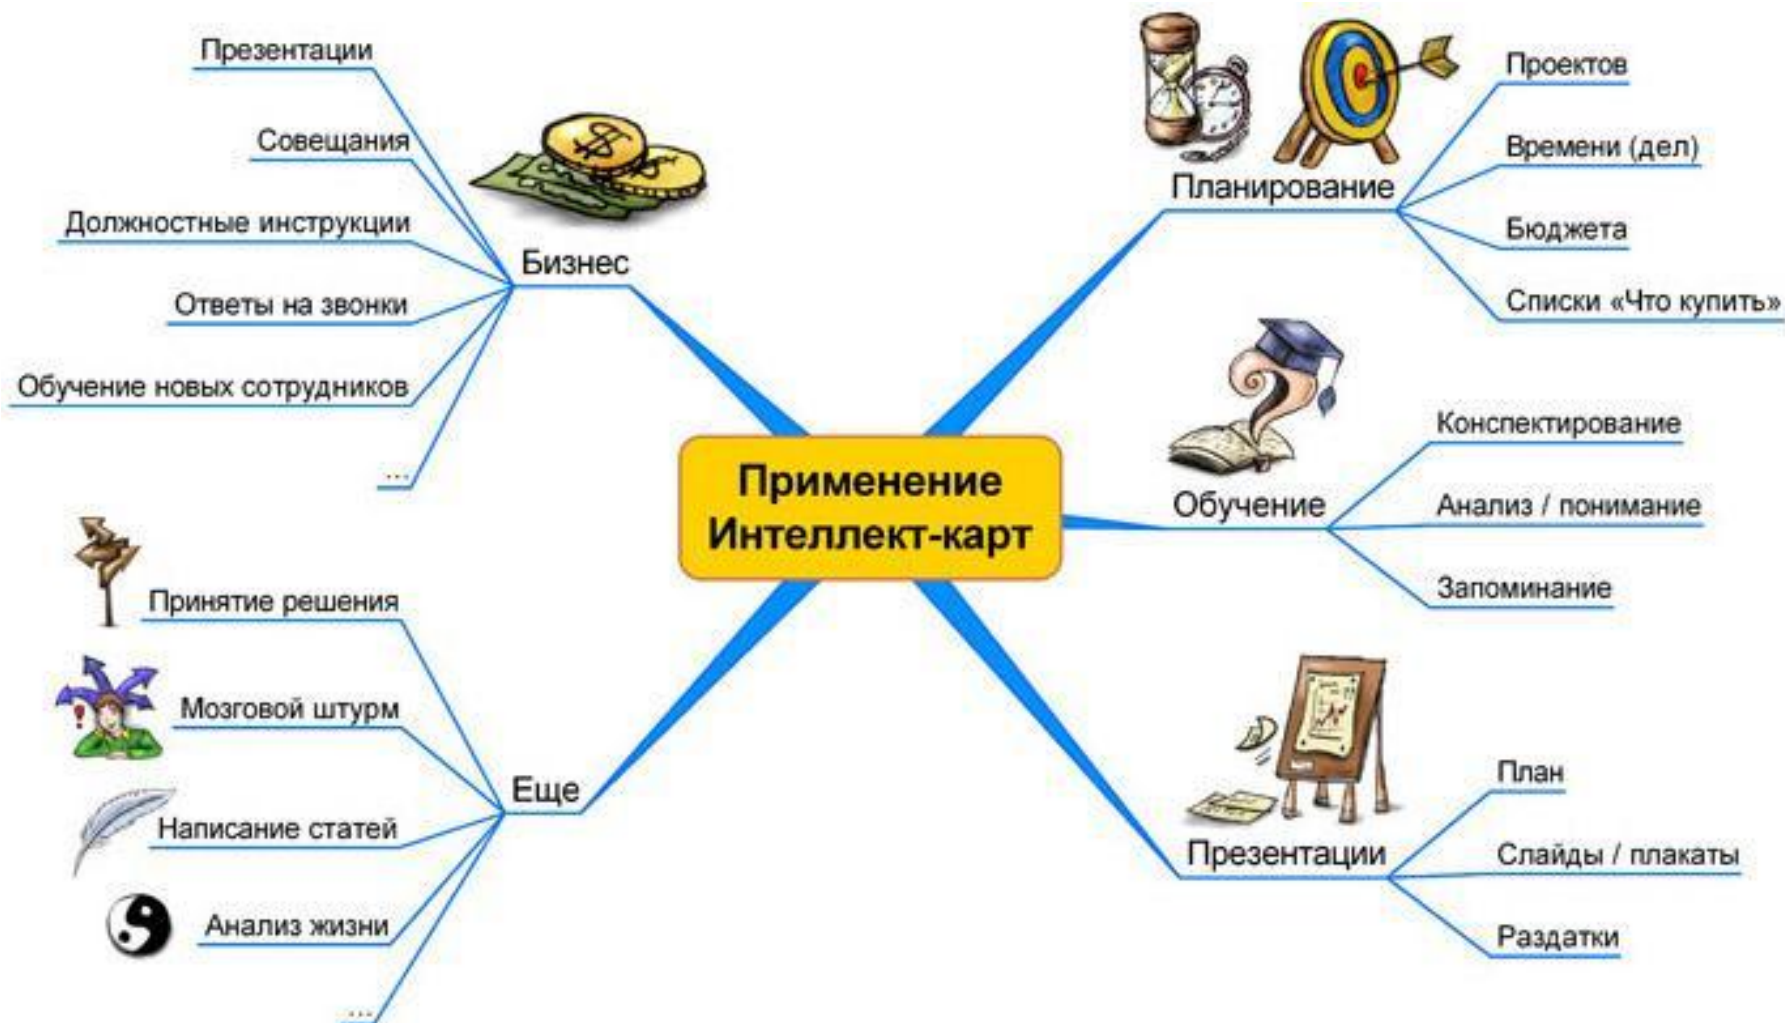 Применение
Интеллект-карт
Планирование
Проектов
Времени (дел)
Бюджета
Списки «Что купить»
Обучение
Конспектирование
Анализ / понимание
Запоминание
Презентации
План
Слайды / плакаты
Раздатки
Бизнес
Презентации
Совещания
Должностные инструкции
Ответы на звонки
Обучение новых сотрудников
...
Еще
Принятие решения
Мозговой штурм
Написание статей
Анализ жизни
...